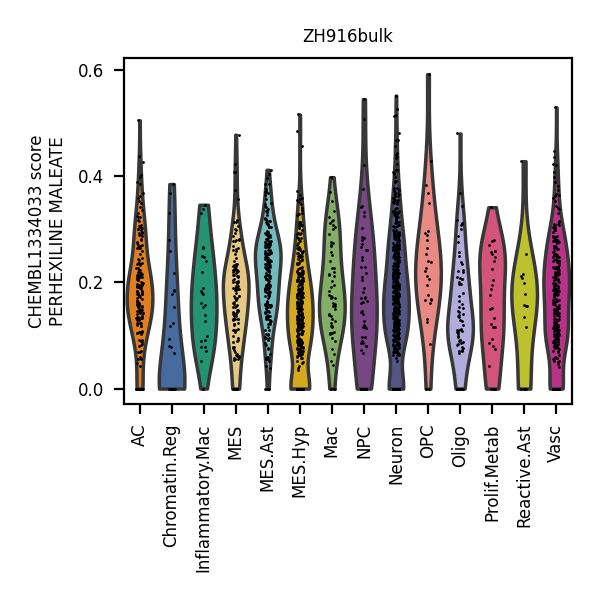 ZH916bulk
CHEMBL1334033 score
PERHEXILINE MALEATE
0.6
0.4
0.2
0.0
AC
Chromatin.Reg
Inflammatory.Mac
MES
MES.Ast
MES.Hyp
Mac
NPC
Neuron
OPC
Oligo
Prolif.Metab
Reactive.Ast
Vasc